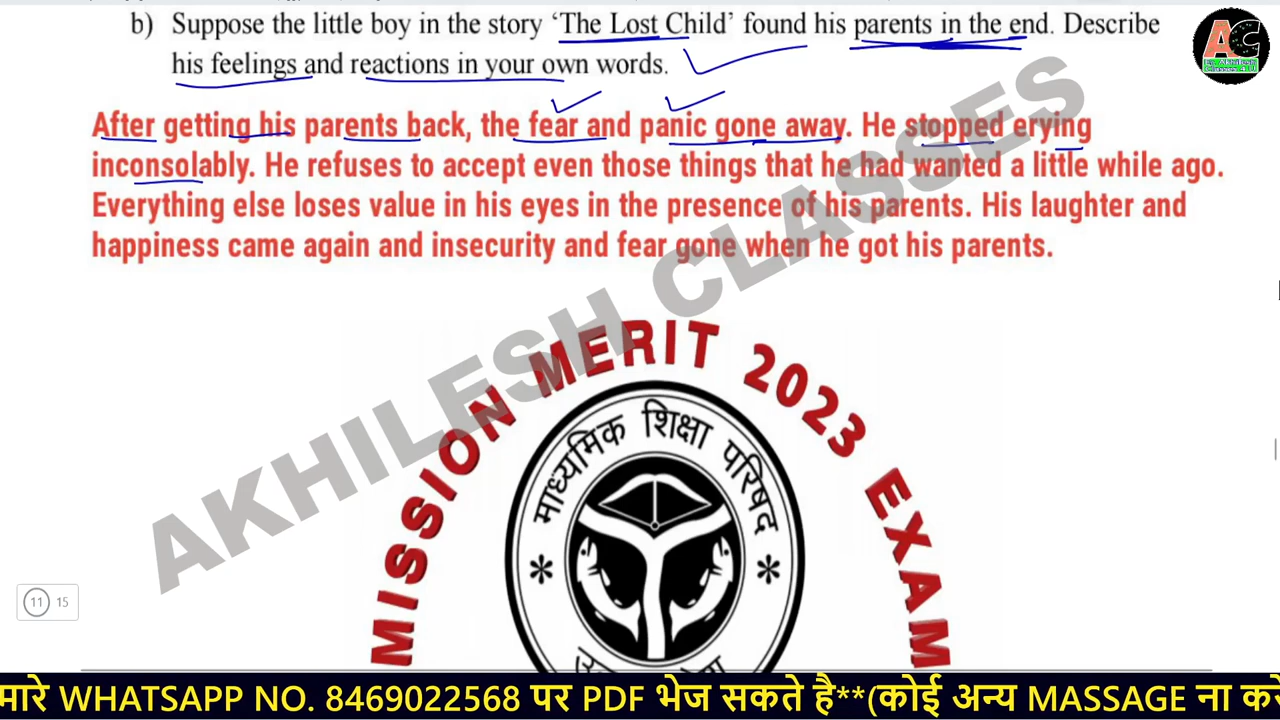 b) Suppose the little boy in the story ‘The Lost Child’ found his parents in the end. Describe
his feelings and reactions in your own words.
After getting his parents back, the fear and panic gone away. He stopped erying
inconsolably. He refuses to accept even those things that he had wanted a little while ago.
Everything else loses value in his eyes in the presence of his parents. His laughter and
happiness came again and insecurity and fear gone when he got his parents.
AKHILESH CLASSES
MISSION MERIT 2023 EXAM
माध्यमिक शिक्षा परिषद
11 15
मारे WHATSAPP NO. 8469022568 पर PDF भेज सकते है**(कोई अन्य MASSAGE ना करे